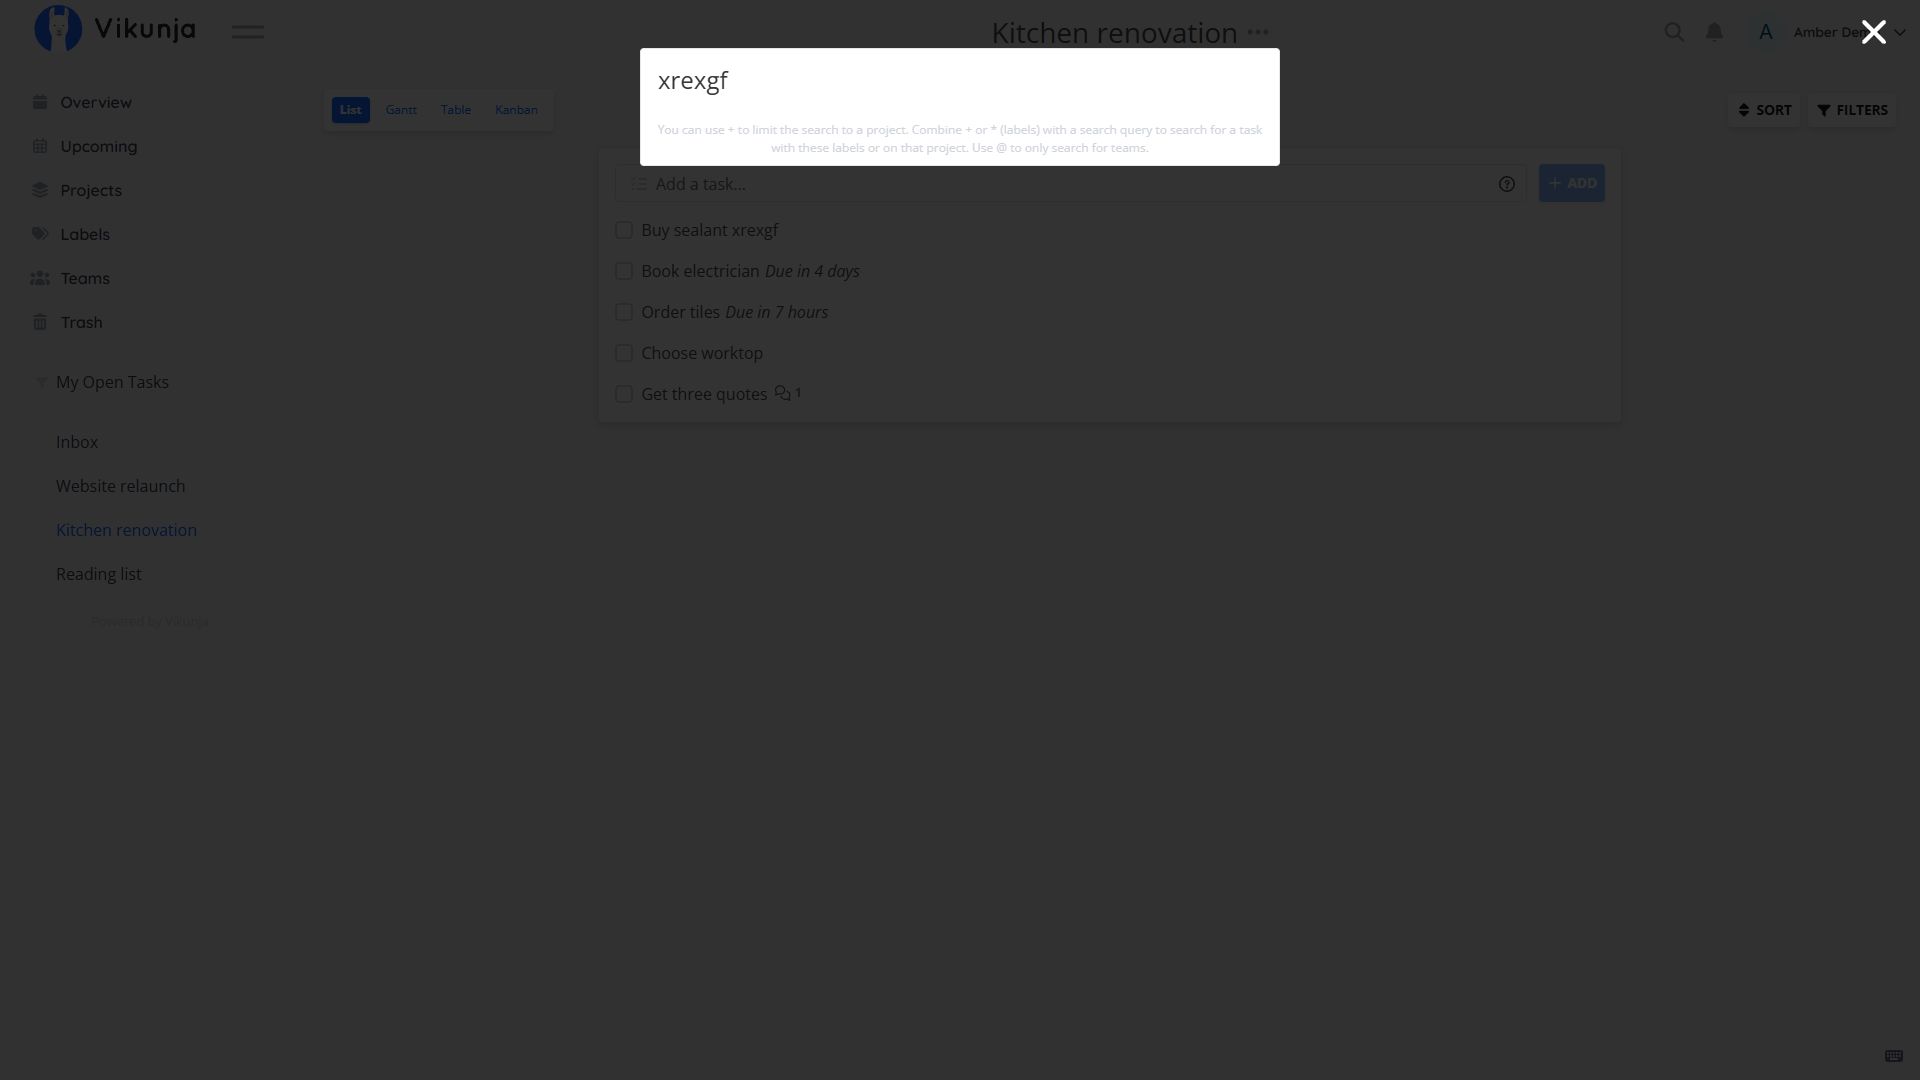 Vikunja
Kitchen renovation
A
Amber De
xrexgf
You can use + to limit the search to a project. Combine + or * (labels) with a search query to search for a task
with these labels or on that project. Use @ to only search for teams.
Overview
Upcoming
Projects
Labels
Teams
Trash
My Open Tasks
Inbox
Website relaunch
Kitchen renovation
Reading list
Powered by Vikunja
List
Gantt
Table
Kanban
SORT
FILTERS
Add a task...
ADD
Buy sealant xrexgf
Book electrician Due in 4 days
Order tiles Due in 7 hours
Choose worktop
Get three quotes 1